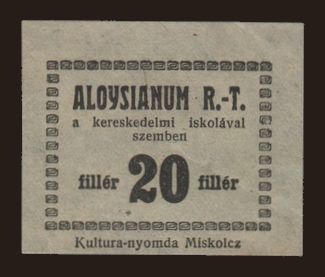 ALOYSIANUM R.-T.
a kereskedelmi iskolával
szemben
fillér 20 fillér
Kultura-nyomda Miskolcz